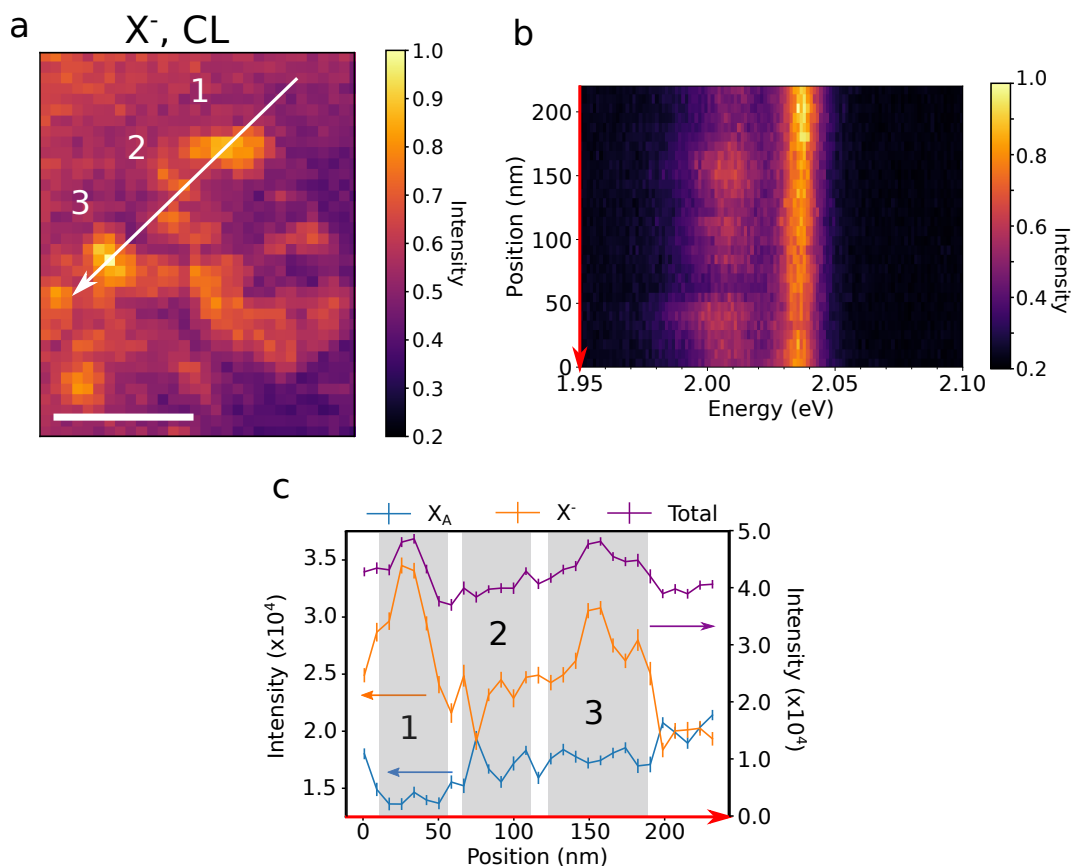 a
X⁻, CL
1
2
3
1.0
0.9
0.8
0.7
0.6
0.5
0.4
0.3
0.2
Intensity
b
200
150
100
50
0
Position (nm)
1.95 2.00 2.05 2.10
Energy (eV)
1.0
0.8
0.6
0.4
0.2
Intensity
c
X_A X⁻ Total
3.5
3.0
2.5
2.0
1.5
Intensity (x10⁴)
1
2
3
5.0
4.0
3.0
2.0
1.0
0.0
Intensity (x10⁴)
0 50 100 150 200
Position (nm)